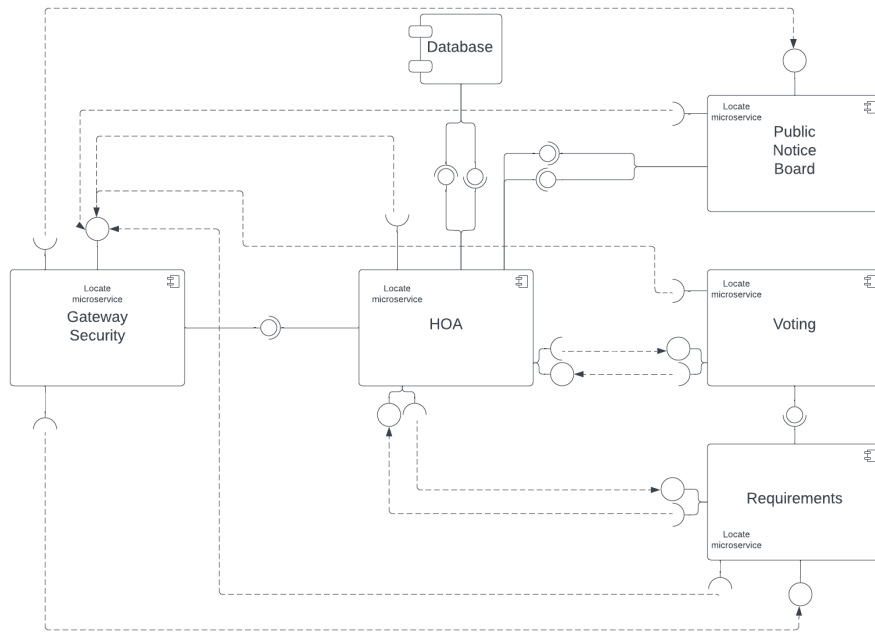 Database
Locate
microservice
Public
Notice
Board
Locate
microservice
Gateway
Security
Locate
microservice
HOA
Locate
microservice
Voting
Requirements
Locate
microservice